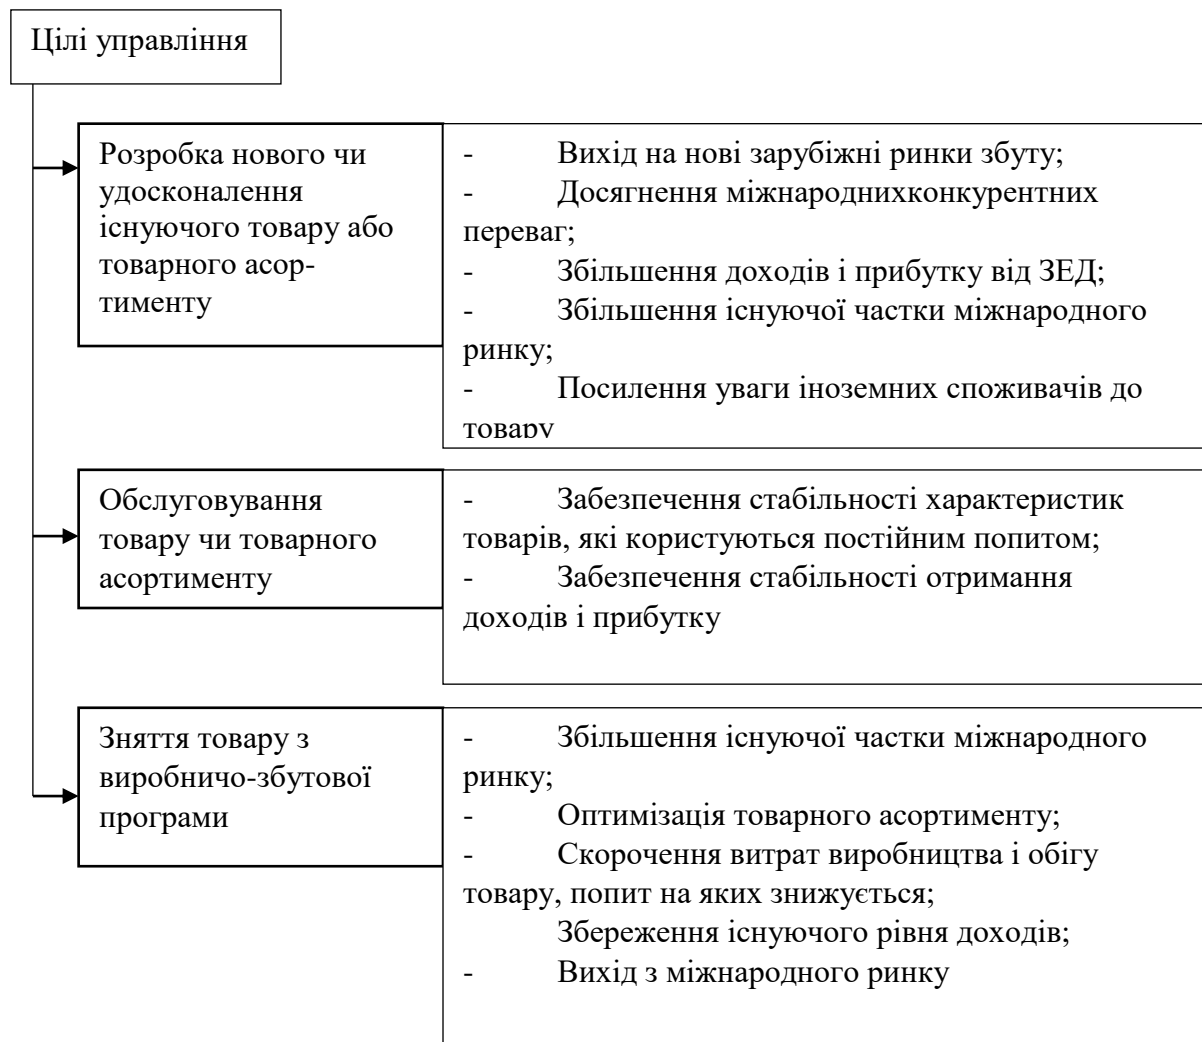 Цілі управління
Розробка нового чи
удосконалення
існуючого товару або
товарного асор-
тименту
- Вихід на нові зарубіжні ринки збуту;
- Досягнення міжнароднихконкурентних
переваг;
- Збільшення доходів і прибутку від ЗЕД;
- Збільшення існуючої частки міжнародного
ринку;
- Посилення уваги іноземних споживачів до
товару
Обслуговування
товару чи товарного
асортименту
- Забезпечення стабільності характеристик
товарів, які користуються постійним попитом;
- Забезпечення стабільності отримання
доходів і прибутку
Зняття товару з
виробничо-збутової
програми
- Збільшення існуючої частки міжнародного
ринку;
- Оптимізація товарного асортименту;
- Скорочення витрат виробництва і обігу
товару, попит на яких знижується;
Збереження існуючого рівня доходів;
- Вихід з міжнародного ринку